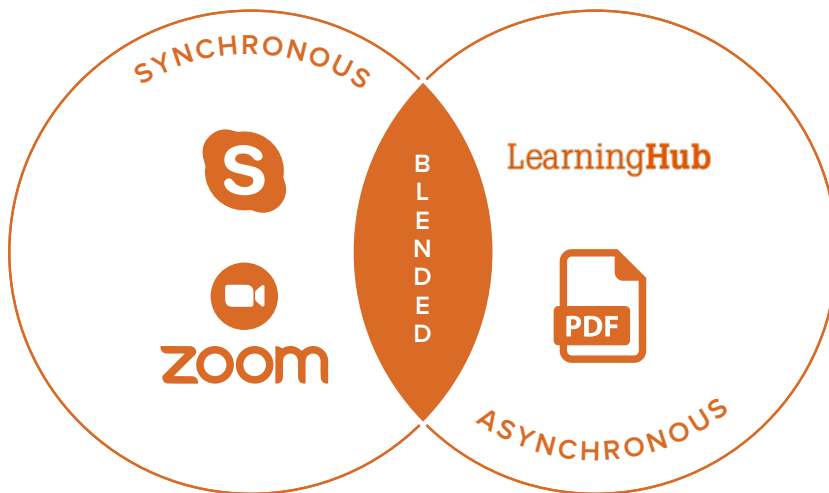 SYNCHRONOUS
S
zoom
BLENDED
LearningHub
PDF
ASYNCHRONOUS